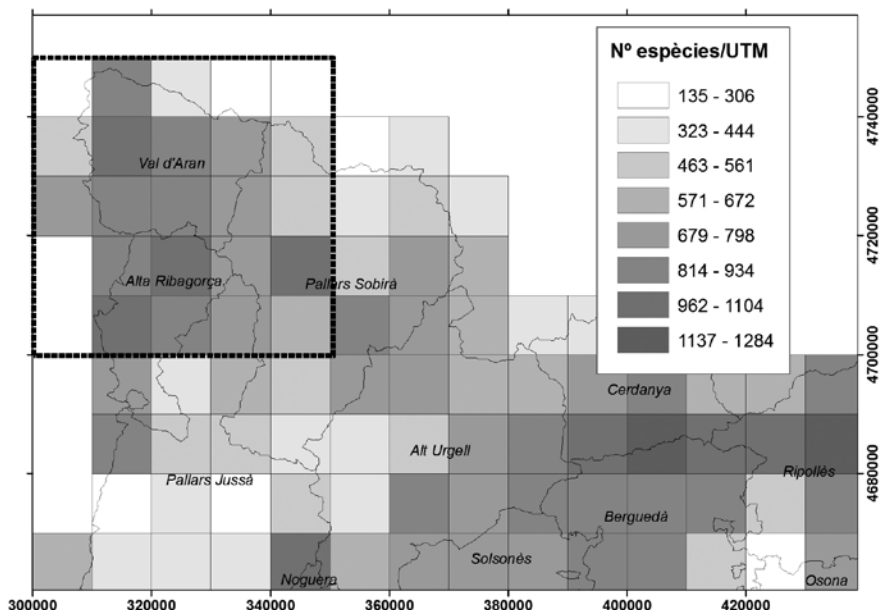 Nº espècies/UTM
135 - 306
323 - 444
463 - 561
571 - 672
679 - 798
814 - 934
962 - 1104
1137 - 1284
4740000
4720000
4700000
4680000
Val d'Aran
Alta Ribagorça
Pallars Sobirà
Cerdanya
Alt Urgell
Ripollès
Pallars Jussà
Berguedà
Solsonès
Noguera
Osona
300000 320000 340000 360000 380000 400000 420000